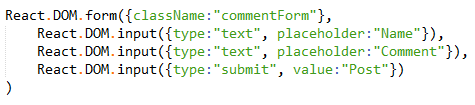 React.DOM.form({className:"commentForm"},
    React.DOM.input({type:"text", placeholder:"Name"}),
    React.DOM.input({type:"text", placeholder:"Comment"}),
    React.DOM.input({type:"submit", value:"Post"})
)